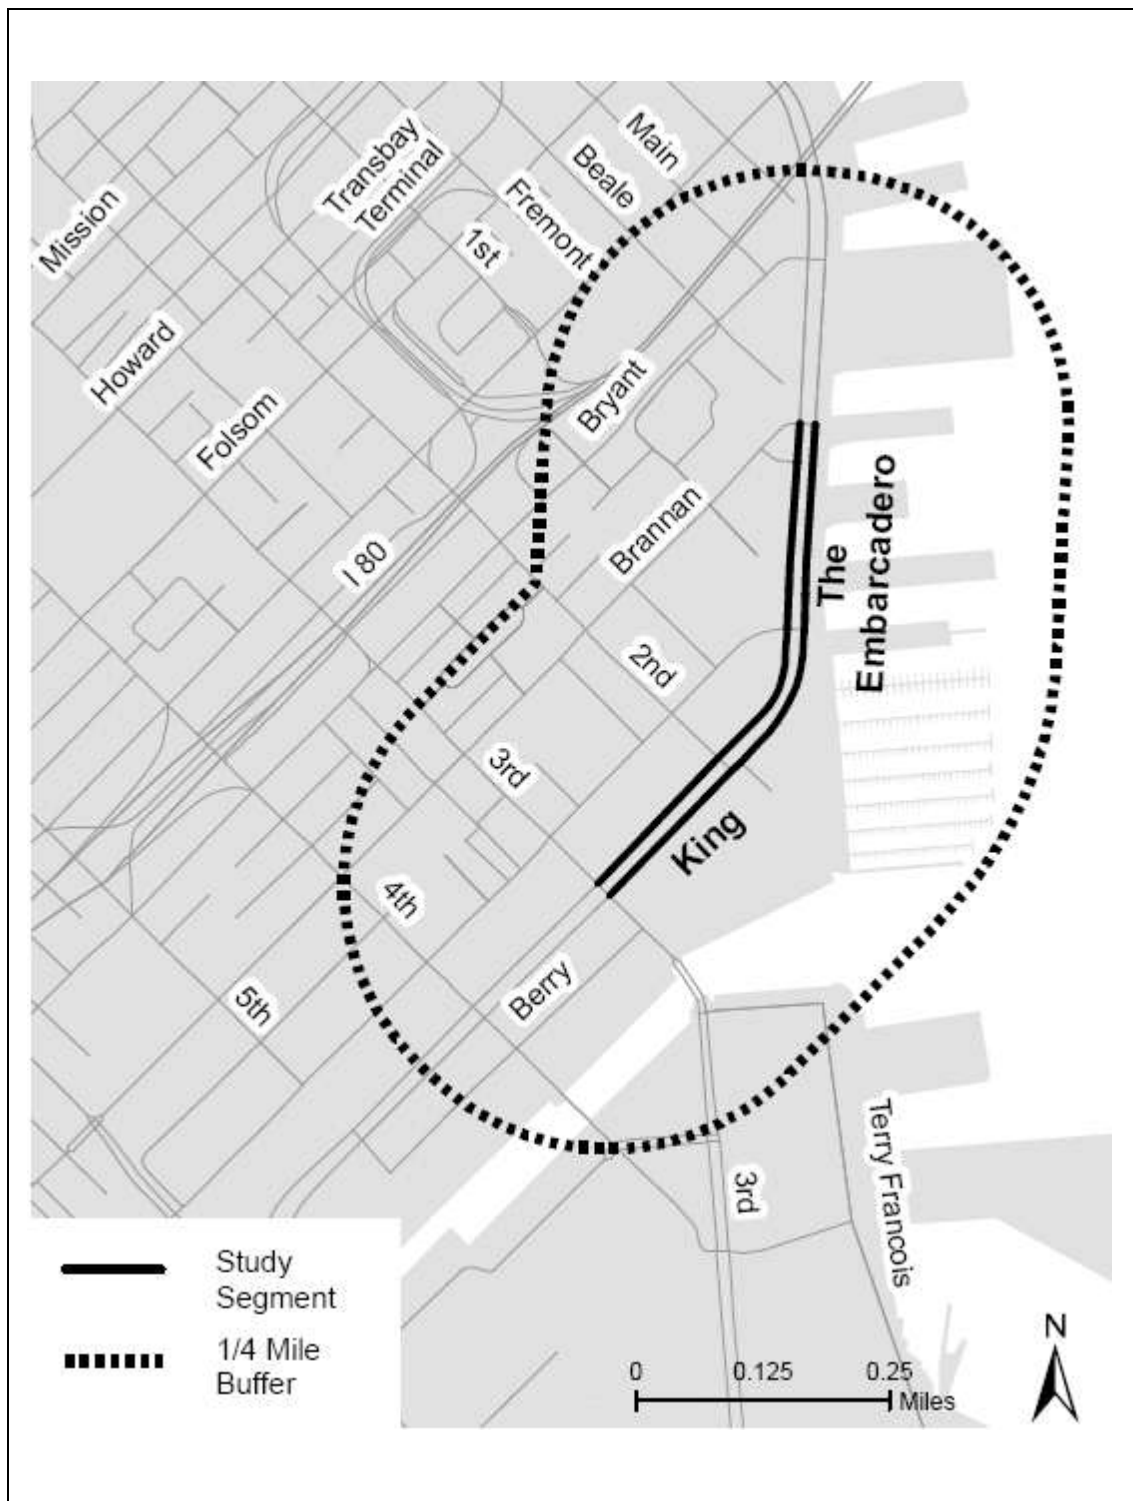 Main
Beale
Transbay
Terminal
Fremont
1st
Mission
Howard
Folsom
Bryant
I 80
Brannan
The
Embarcadero
2nd
3rd
King
4th
Berry
5th
Terry Francois
3rd
Study
Segment
1/4 Mile
Buffer
0 0.125 0.25
Miles
N